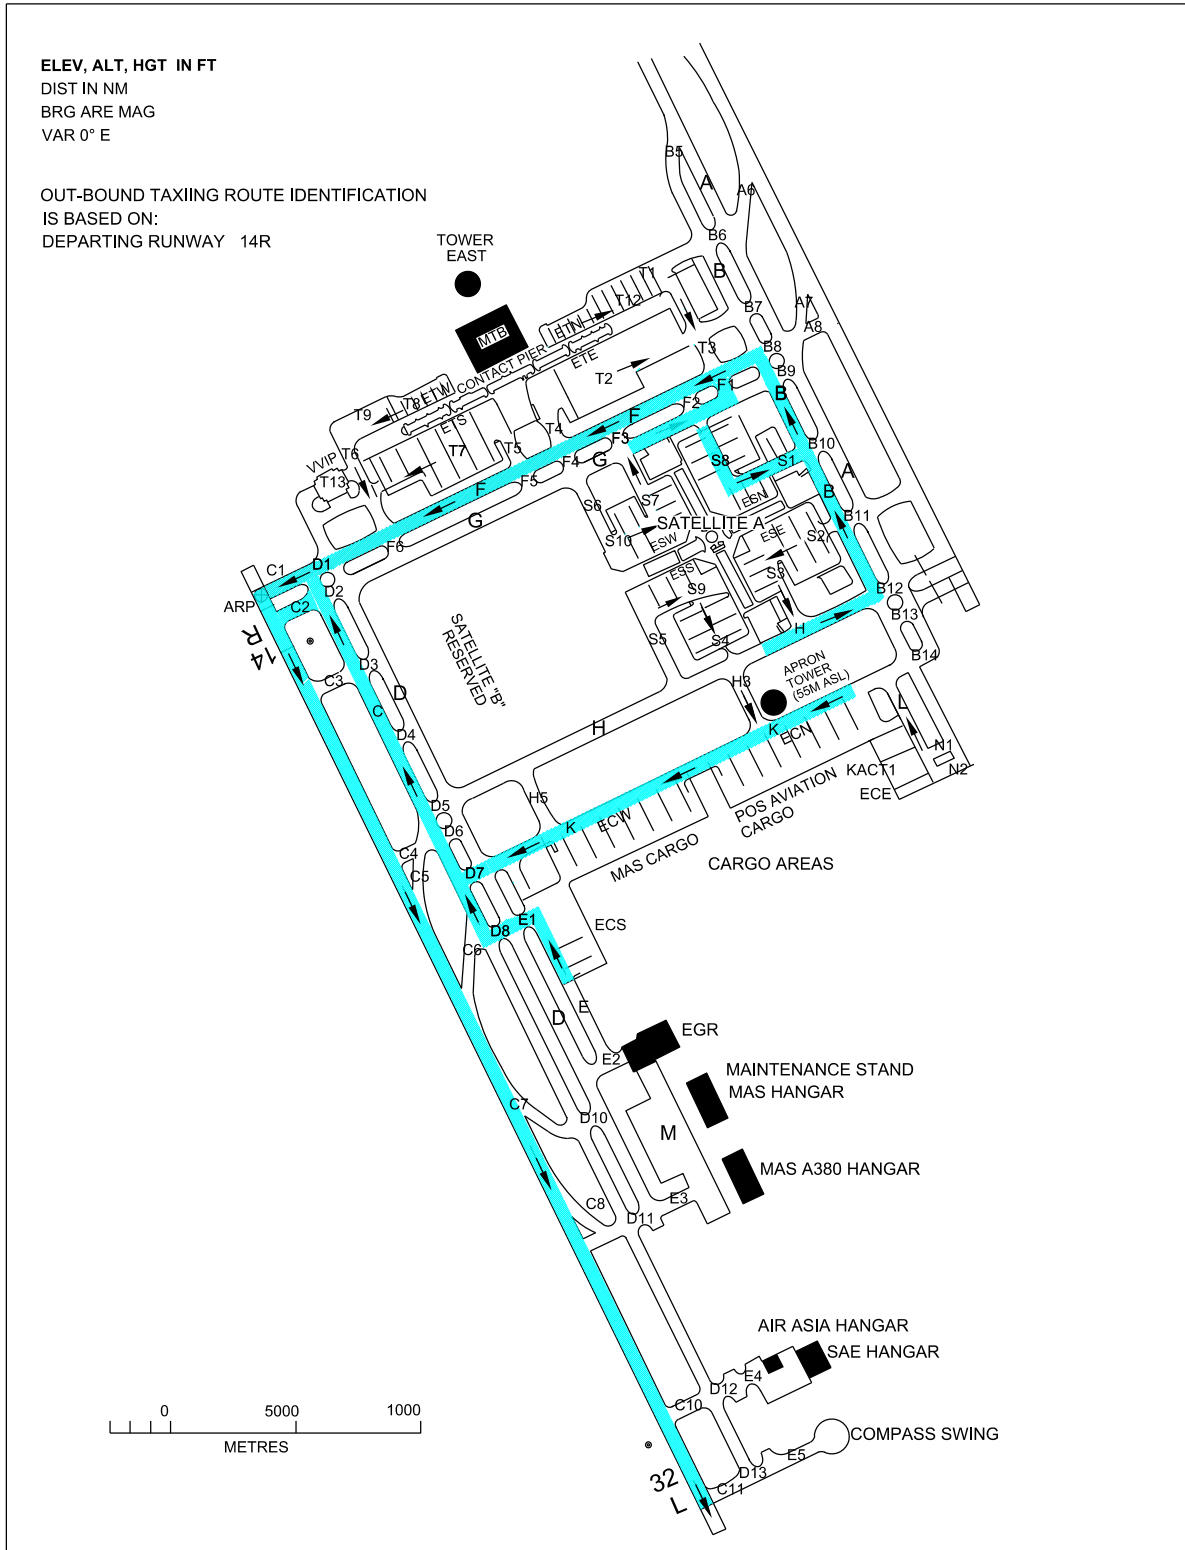 ELEV, ALT, HGT IN FT
DIST IN NM
BRG ARE MAG
VAR 0° E
OUT-BOUND TAXIING ROUTE IDENTIFICATION
IS BASED ON:
DEPARTING RUNWAY 14R
TOWER
EAST
MTB
CONTACT PIER
B5
A
A6
B6
B
T1
T12
ETN
ETE
B7
A7
A8
T3
B8
T2
B9
F1
T9
T8
ETW
ETS
F2
F
B
T4
F3
B10
T6
T7
T5
F4
G
S8
S1
A
VVIP
T13
F5
F
S6
S7
ESN
B
G
SATELLITE A
B11
S10
ESW
ESE
S2
F6
ESS
S3
C1
D1
S9
B12
D2
ARP
C2
B13
S5
S4
H
14
R
SATELLITE "B"
RESERVED
B14
D3
C3
D
APRON
TOWER
(55M ASL)
H3
C
L
H
K
ECN
D4
N1
N2
KACT1
ECE
H5
D5
D6
K
ECW
POS AVIATION
CARGO
MAS CARGO
CARGO AREAS
C4
C5
D7
E1
D8
ECS
C6
E
D
EGR
E2
MAINTENANCE STAND
MAS HANGAR
C7
D10
M
MAS A380 HANGAR
E3
C8
D11
AIR ASIA HANGAR
SAE HANGAR
E4
D12
C10
0
5000
1000
METRES
COMPASS SWING
E5
D13
C11
32
L